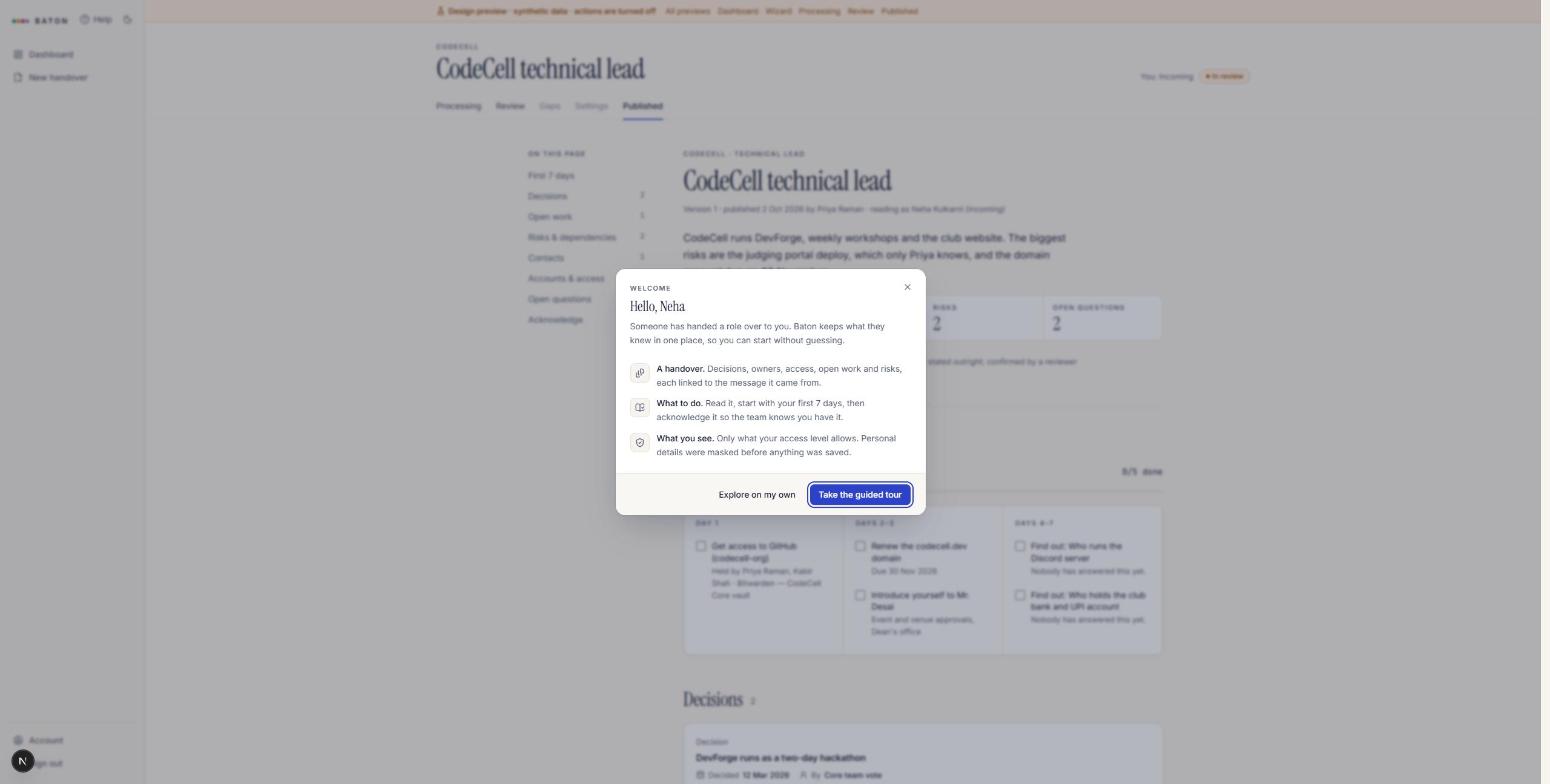 BATON
Help
Dashboard
New handover
Account
gn out
N
Design preview · synthetic data · actions are turned off All previews Dashboard Wizard Processing Review Published
CODECELL
CodeCell technical lead
You: Incoming In review
Processing Review Gaps Settings Published
ON THIS PAGE
First 7 days
Decisions 2
Open work 1
Risks & dependencies 2
Contacts 1
Accounts & access
Open questions
Acknowledge
CODECELL · TECHNICAL LEAD
CodeCell technical lead
Version 1 · published 2 Oct 2026 by Priya Raman · reading as Neha Kulkarni (incoming)
CodeCell runs DevForge, weekly workshops and the club website. The biggest
risks are the judging portal deploy, which only Priya knows, and the domain
RISKS
2
OPEN QUESTIONS
2
stated outright; confirmed by a reviewer
WELCOME
Hello, Neha
Someone has handed a role over to you. Baton keeps what they
knew in one place, so you can start without guessing.
A handover. Decisions, owners, access, open work and risks,
each linked to the message it came from.
What to do. Read it, start with your first 7 days, then
acknowledge it so the team knows you have it.
What you see. Only what your access level allows. Personal
details were masked before anything was saved.
Explore on my own
Take the guided tour
0/5 done
DAY 1
Get access to GitHub
(codecell-org)
Held by Priya Raman, Kabir
Shah · Bitwarden — CodeCell
Core vault
DAYS 2–3
Renew the codecell.dev
domain
Due 30 Nov 2026
Introduce yourself to Mr.
Desai
Event and venue approvals,
Dean's office
DAYS 4–7
Find out: Who runs the
Discord server
Nobody has answered this yet.
Find out: Who holds the club
bank and UPI account
Nobody has answered this yet.
Decisions 2
Decision
DevForge runs as a two-day hackathon
Decided 12 Mar 2026 By Core team vote